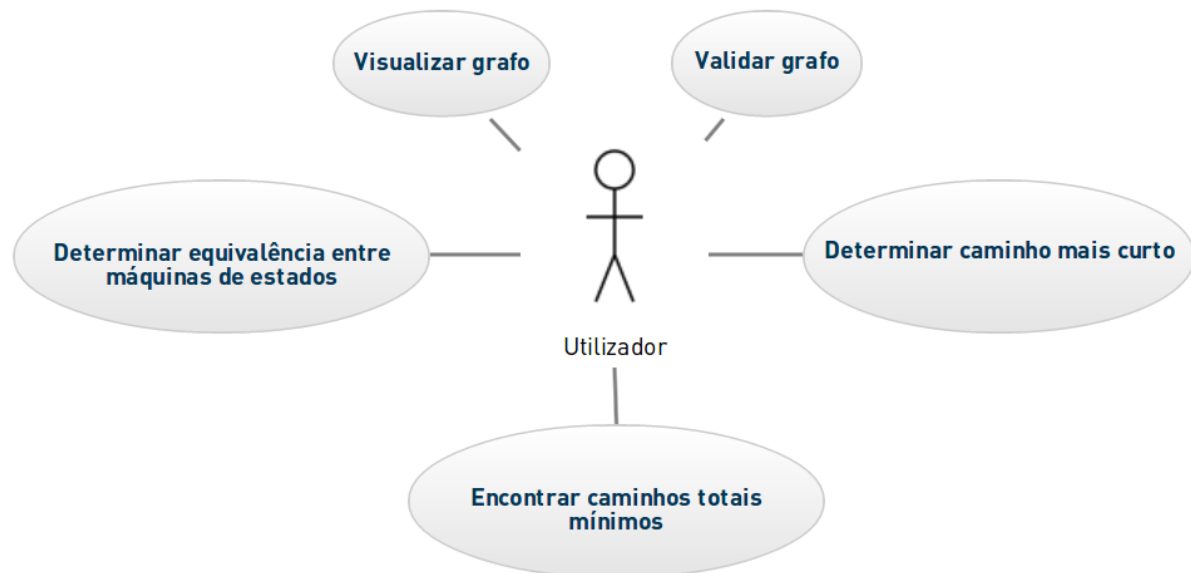 Visualizar grafo
Validar grafo
Determinar equivalência entre
máquinas de estados
Determinar caminho mais curto
Utilizador
Encontrar caminhos totais
mínimos